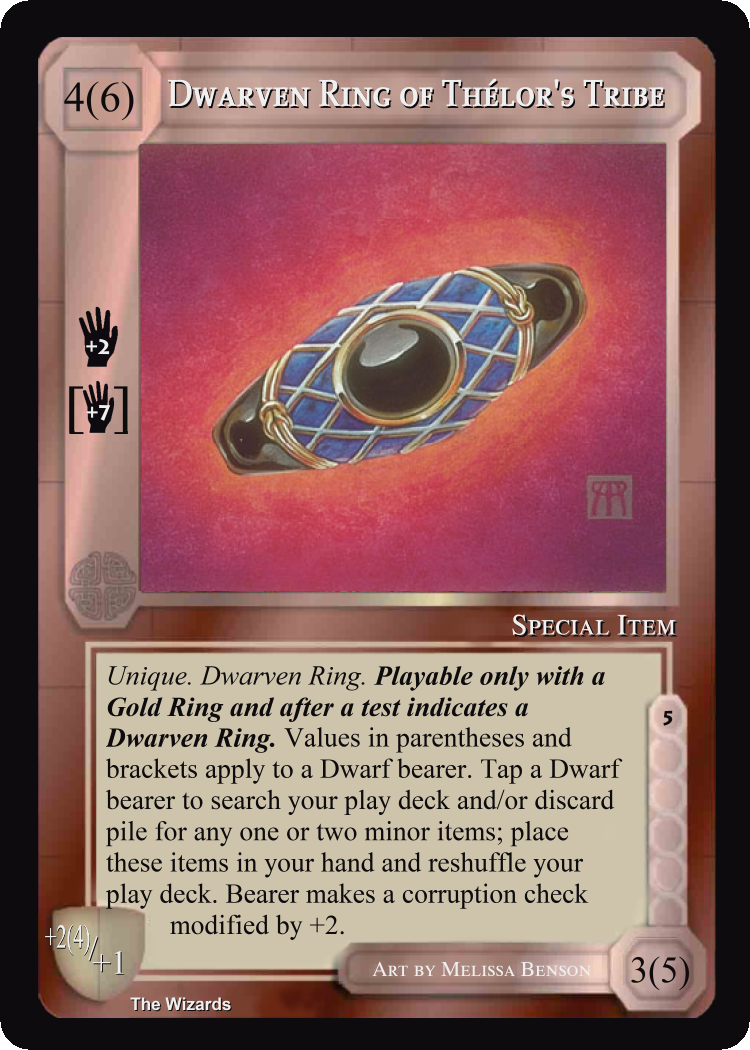 4(6)
Dwarven Ring of Thélor's Tribe
+2
[+7]
Special Item
Unique. Dwarven Ring. Playable only with a
Gold Ring and after a test indicates a
Dwarven Ring. Values in parentheses and
brackets apply to a Dwarf bearer. Tap a Dwarf
bearer to search your play deck and/or discard
pile for any one or two minor items; place
these items in your hand and reshuffle your
play deck. Bearer makes a corruption check
modified by +2.
5
+2(4)/+1
Art by Melissa Benson
3(5)
The Wizards